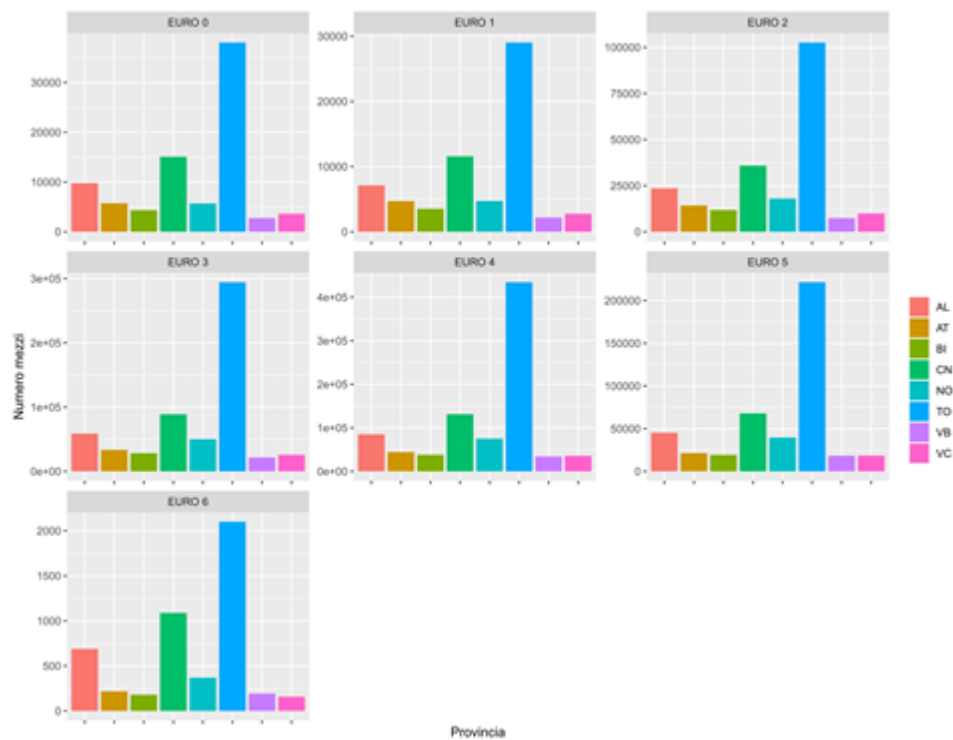 EURO 0
EURO 1
EURO 2
30000
20000
10000
0
30000
20000
10000
0
100000
75000
50000
25000
0
EURO 3
EURO 4
EURO 5
3e+05
2e+05
1e+05
0e+00
4e+05
3e+05
2e+05
1e+05
0e+00
200000
150000
100000
50000
0
EURO 6
2000
1500
1000
500
0
Numero mezzi
Provincia
AL
AT
BI
CN
NO
TO
VB
VC